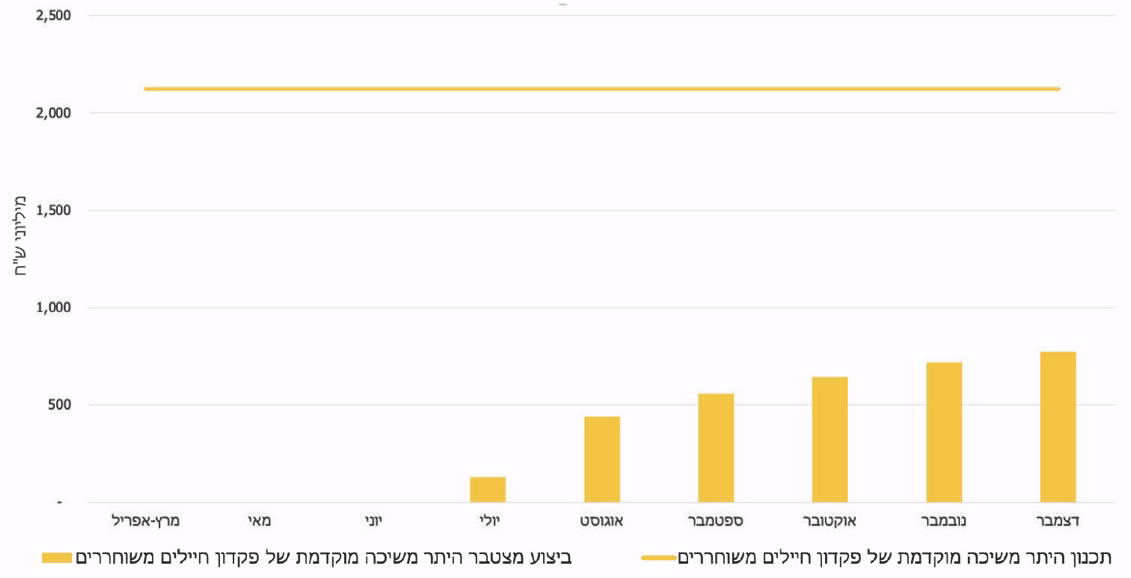 2,500
2,000
1,500
1,000
500
-
מיליוני ש"ח
מרץ-אפריל
מאי
יוני
יולי
אוגוסט
ספטמבר
אוקטובר
נובמבר
דצמבר
ביצוע מצטבר היתר משיכה מוקדמת של פקדון חיילים משוחררים
תכנון היתר משיכה מוקדמת של פקדון חיילים משוחררים